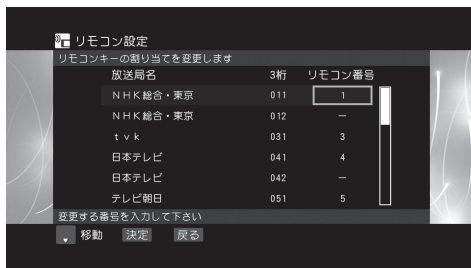 リモコン設定
リモコンキーの割り当てを変更します
放送局名 3桁 リモコン番号
NHK総合・東京 011 1
NHK総合・東京 012 −
tvk 031 3
日本テレビ 041 4
日本テレビ 042 −
テレビ朝日 051 5
変更する番号を入力して下さい
移動 決定 戻る